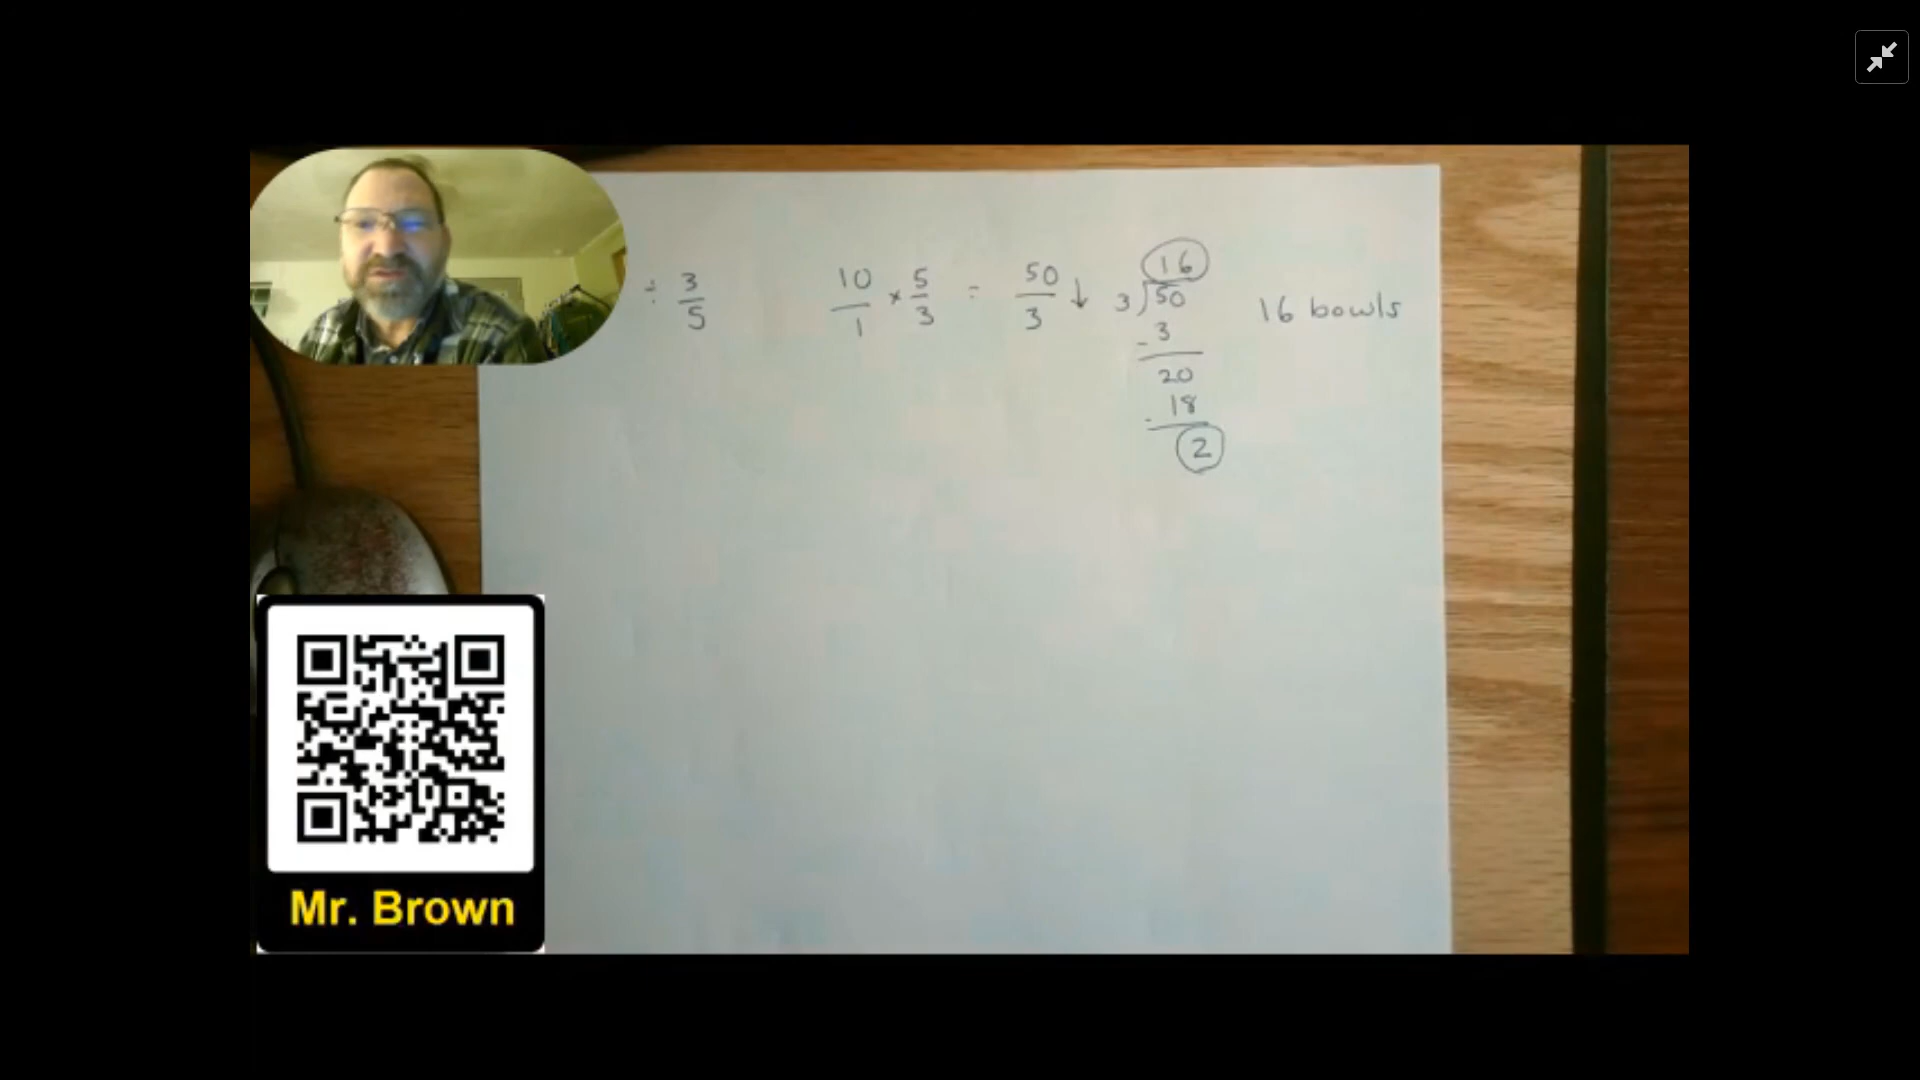 ÷ 3/5   10/1 × 5/3 = 50/3 ↓
16
3)50
- 3
20
- 18
2
16 bowls
Mr. Brown